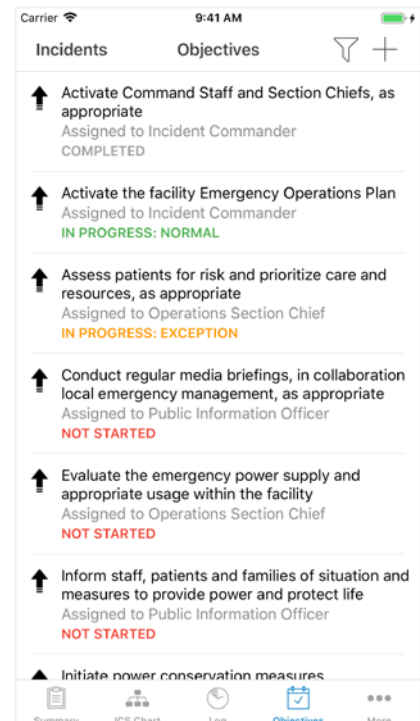 Carrier 9:41 AM
Incidents Objectives
Activate Command Staff and Section Chiefs, as
appropriate
Assigned to Incident Commander
COMPLETED
Activate the facility Emergency Operations Plan
Assigned to Incident Commander
IN PROGRESS: NORMAL
Assess patients for risk and prioritize care and
resources, as appropriate
Assigned to Operations Section Chief
IN PROGRESS: EXCEPTION
Conduct regular media briefings, in collaboration
local emergency management, as appropriate
Assigned to Public Information Officer
NOT STARTED
Evaluate the emergency power supply and
appropriate usage within the facility
Assigned to Operations Section Chief
NOT STARTED
Inform staff, patients and families of situation and
measures to provide power and protect life
Assigned to Public Information Officer
NOT STARTED
Initiate power conservation measures
Summary ICS Chart Log Objectives More